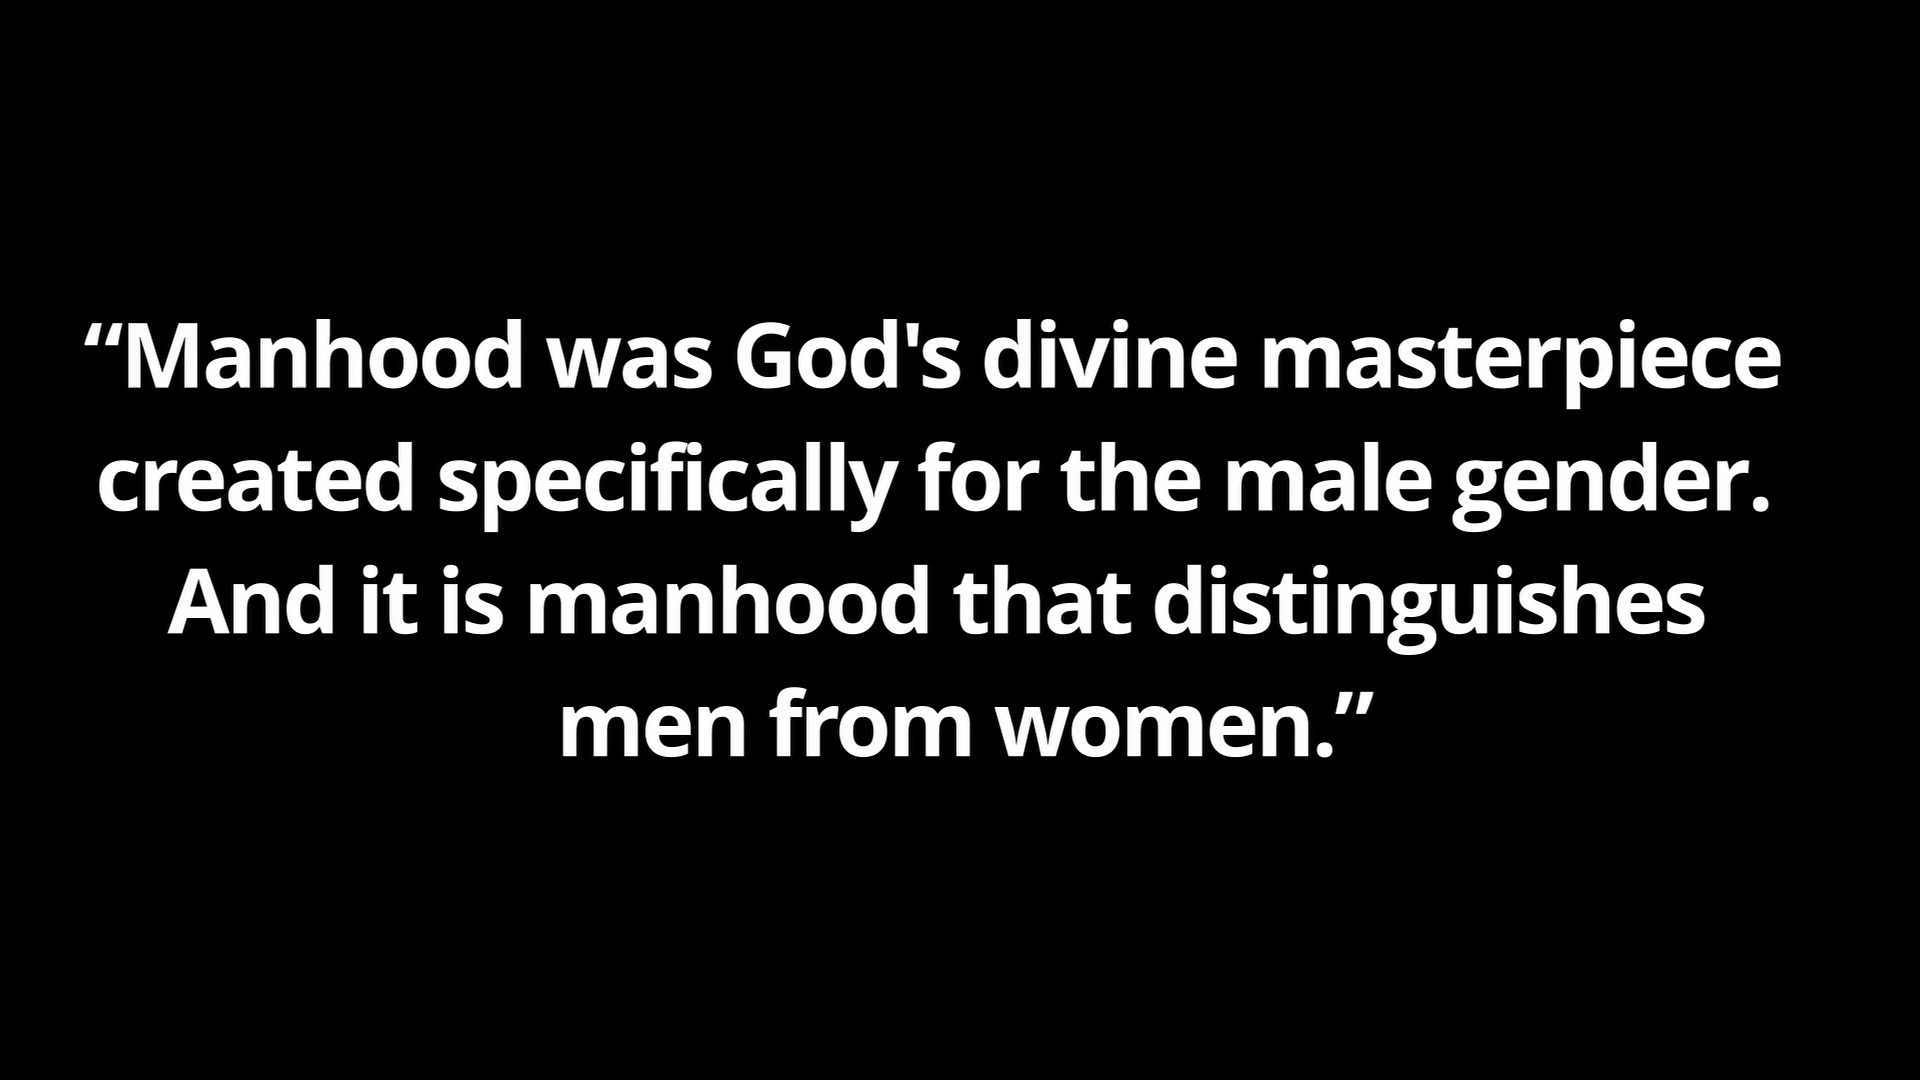 “Manhood was God's divine masterpiece
created specifically for the male gender.
And it is manhood that distinguishes
men from women.”